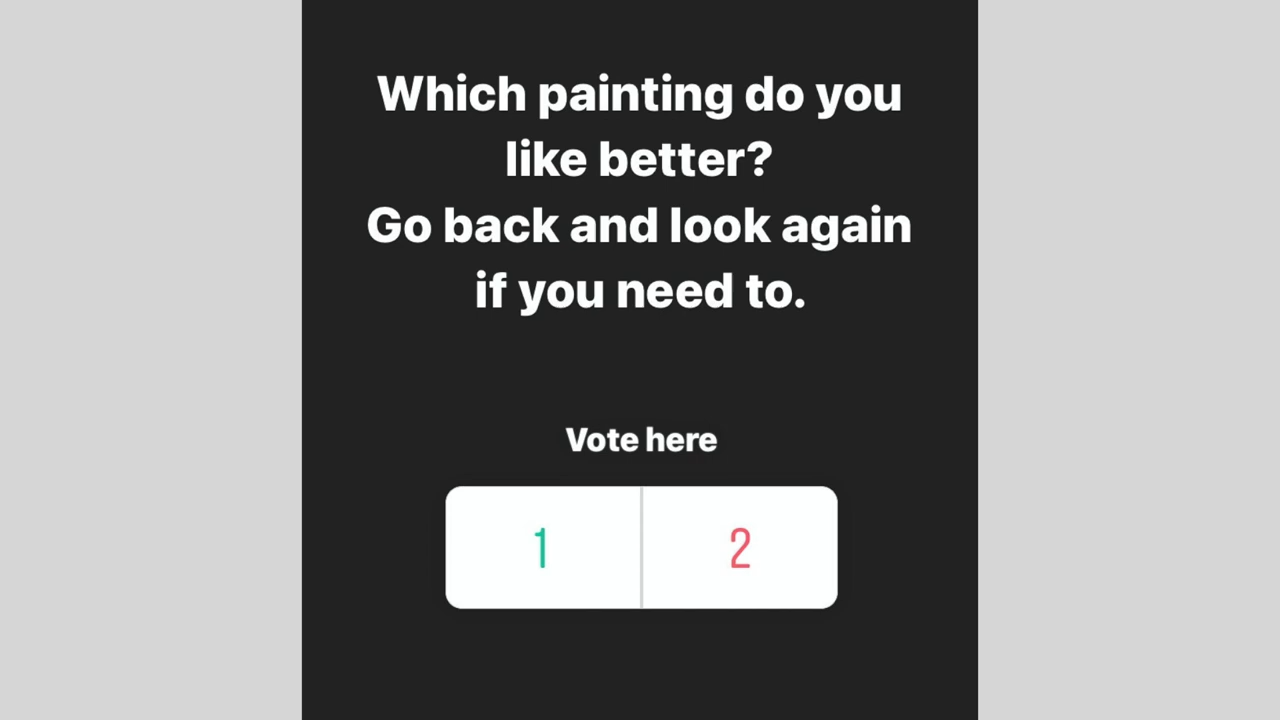 Which painting do you
like better?
Go back and look again
if you need to.
Vote here
1
2